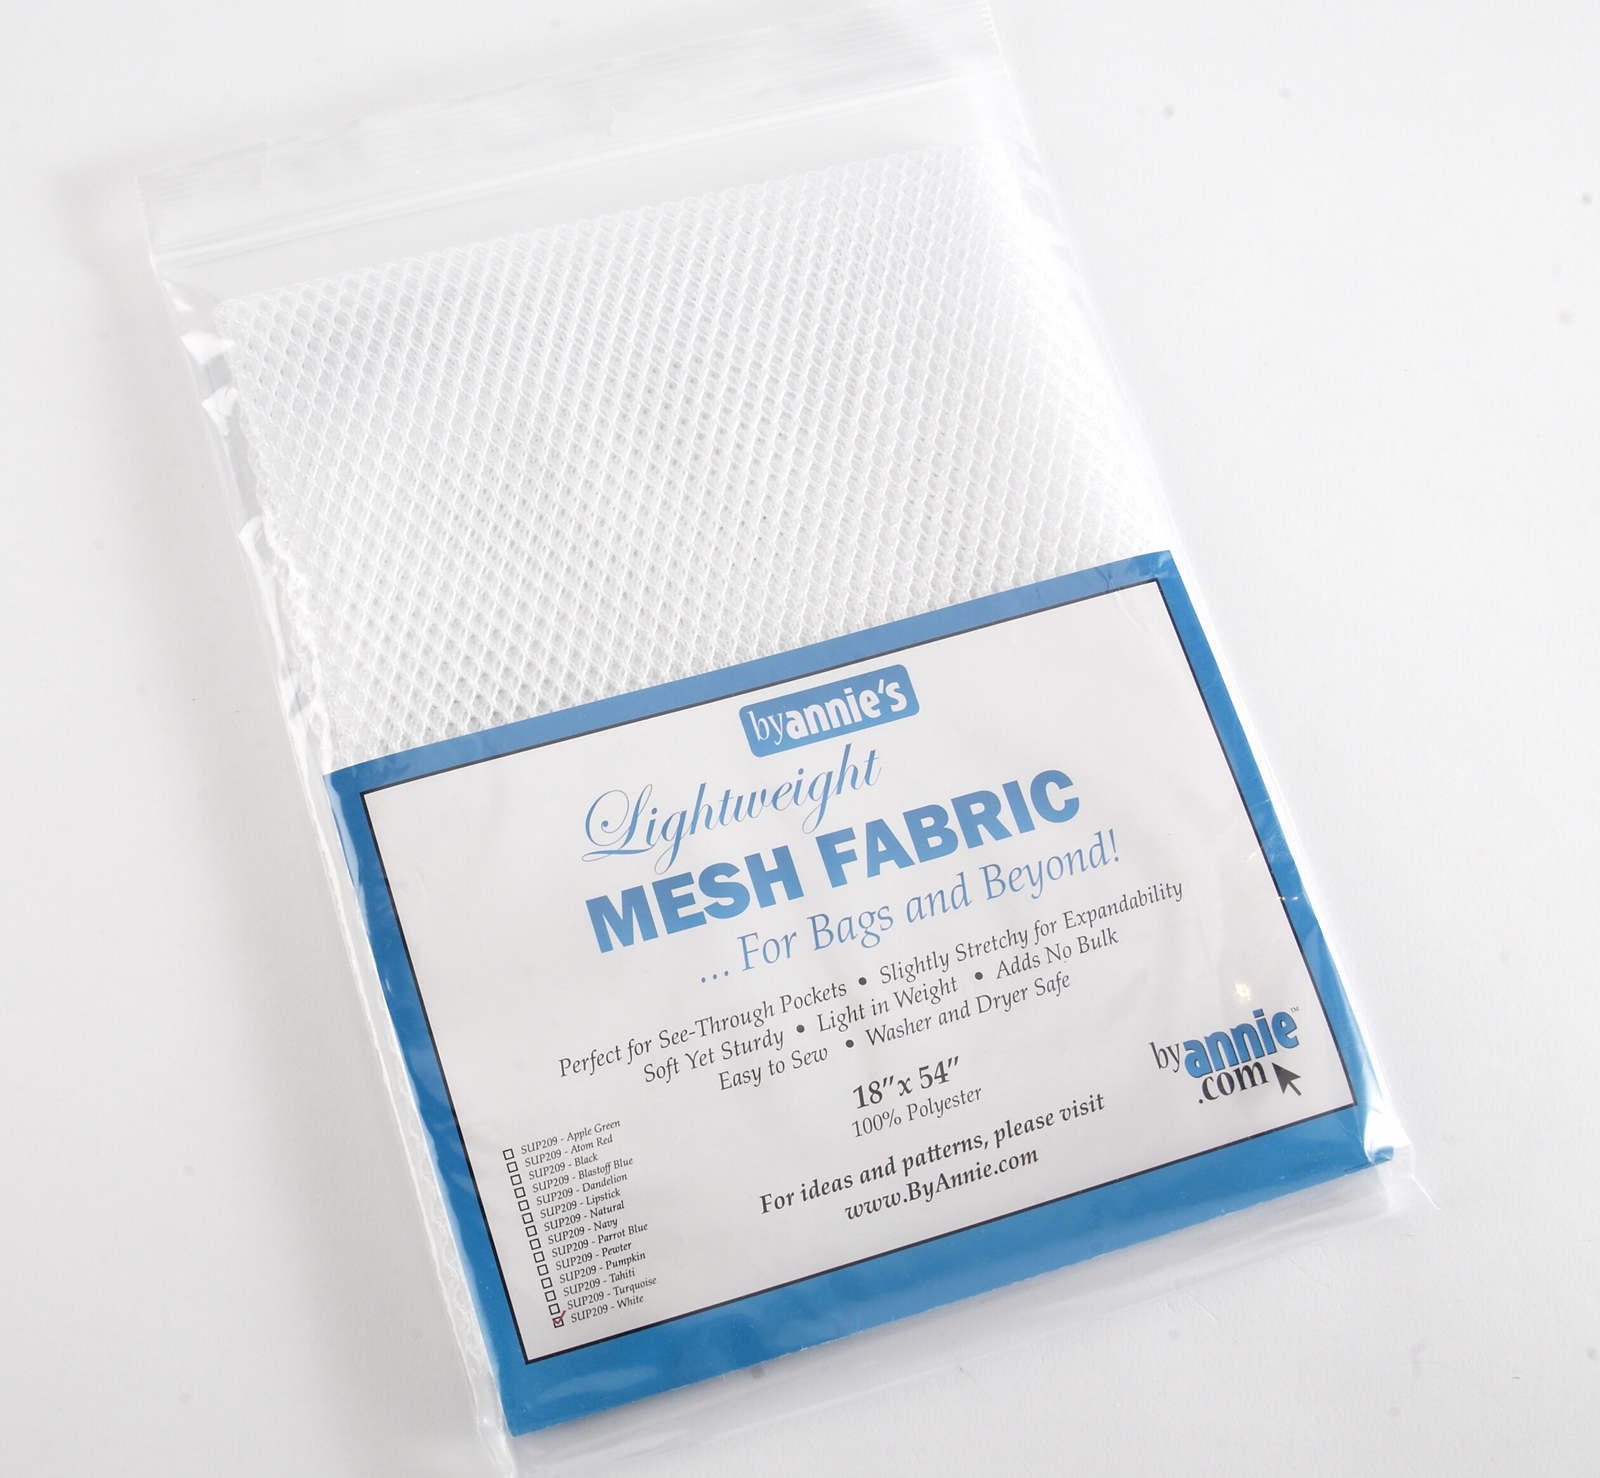 byannie's
Lightweight
MESH FABRIC
... For Bags and Beyond!
Perfect for See-Through Pockets • Slightly Stretchy for Expandability
Soft Yet Sturdy • Light in Weight • Adds No Bulk
Easy to Sew • Washer and Dryer Safe
18" x 54"
100% Polyester
For ideas and patterns, please visit
www.ByAnnie.com
byannie™
.com
SUP209 - Apple Green
SUP209 - Atom Red
SUP209 - Black
SUP209 - Blastoff Blue
SUP209 - Dandelion
SUP209 - Lipstick
SUP209 - Natural
SUP209 - Navy
SUP209 - Parrot Blue
SUP209 - Pewter
SUP209 - Pumpkin
SUP209 - Tahiti
SUP209 - Turquoise
SUP209 - White